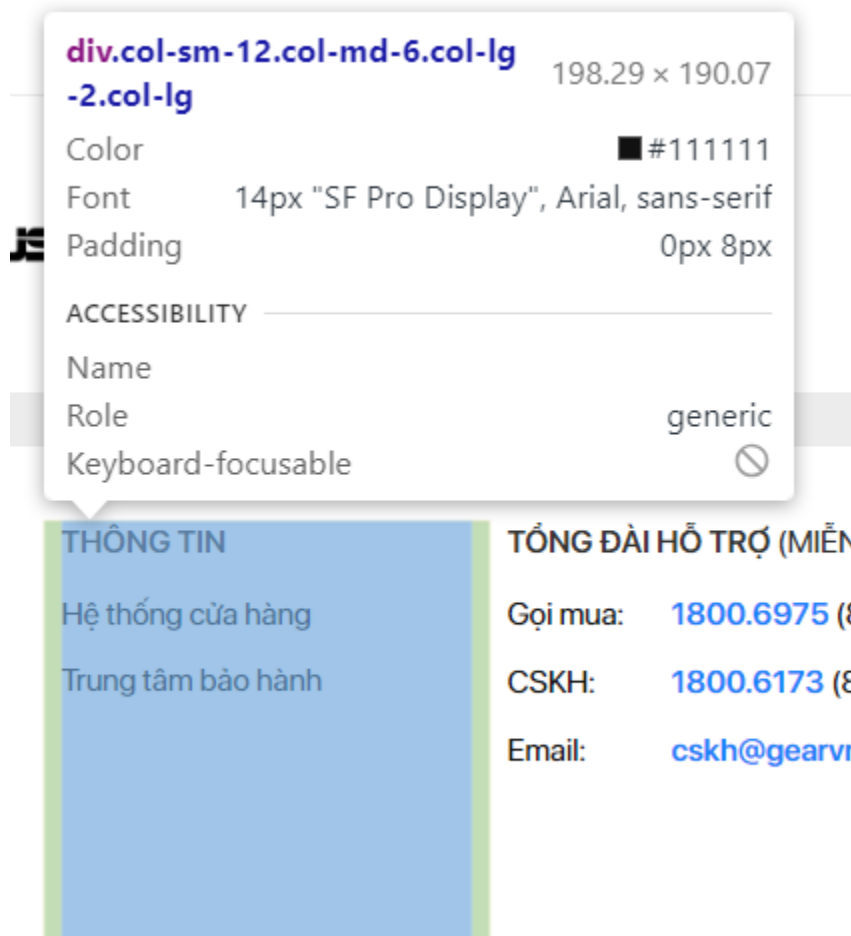 div.col-sm-12.col-md-6.col-lg
-2.col-lg
198.29 × 190.07
Color #111111
Font 14px "SF Pro Display", Arial, sans-serif
Padding 0px 8px
ACCESSIBILITY
Name
Role generic
Keyboard-focusable
THÔNG TIN
Hệ thống cửa hàng
Trung tâm bảo hành
TỔNG ĐÀI HỖ TRỢ
Gọi mua: 1800.6975
CSKH: 1800.6173
Email: